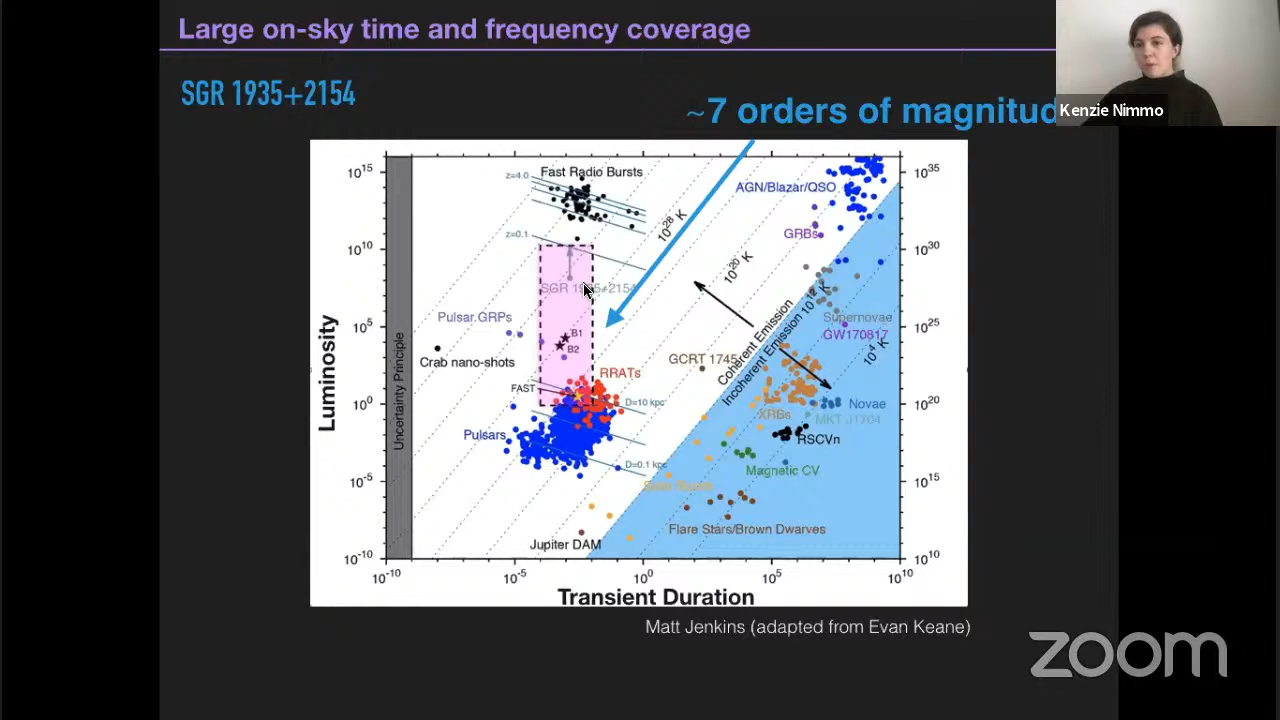 Large on-sky time and frequency coverage
SGR 1935+2154
~7 orders of magnitud
Kenzie Nimmo
Fast Radio Bursts
z=4.0
z=0.1
10^28 K
10^20 K
10^12 K
10^4 K
AGN/Blazar/QSO
GRBs
Coherent Emission
Incoherent Emission
Supernovae
GW170817
Pulsar GRPs
Crab nano-shots
B1
B2
FAST
RRATs
D=10 kpc
D=0.1 kpc
Pulsars
GCRT 1745
XRBs
Novae
MKT J1704
RSCVn
Magnetic CV
Flare Stars/Brown Dwarves
Jupiter DAM
Uncertainty Principle
Luminosity
10^15
10^10
10^5
10^0
10^-5
10^-10
10^35
10^30
10^25
10^20
10^15
10^10
10^-10
10^-5
10^0
10^5
10^10
Transient Duration
Matt Jenkins (adapted from Evan Keane)
zoom